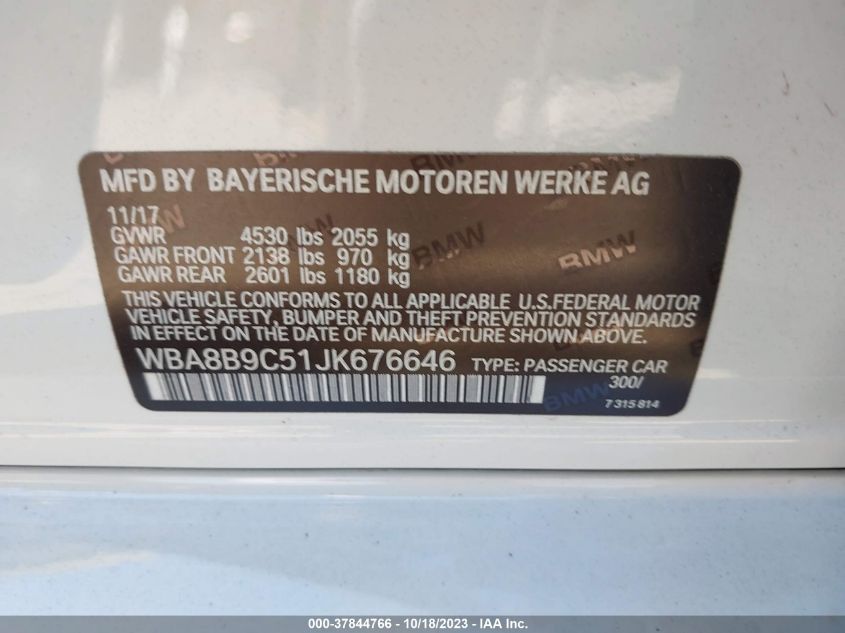 MFD BY BAYERISCHE MOTOREN WERKE AG
11/17
GVWR 4530 lbs 2055 kg
GAWR FRONT 2138 lbs 970 kg
GAWR REAR 2601 lbs 1180 kg
THIS VEHICLE CONFORMS TO ALL APPLICABLE U.S.FEDERAL MOTOR
VEHICLE SAFETY, BUMPER AND THEFT PREVENTION STANDARDS
IN EFFECT ON THE DATE OF MANUFACTURE SHOWN ABOVE.
WBA8B9C51JK676646 TYPE: PASSENGER CAR
300/
7 315 814
BMW
BMW
BMW
BMW
BMW
BMW
000-37844766 - 10/18/2023 - IAA Inc.